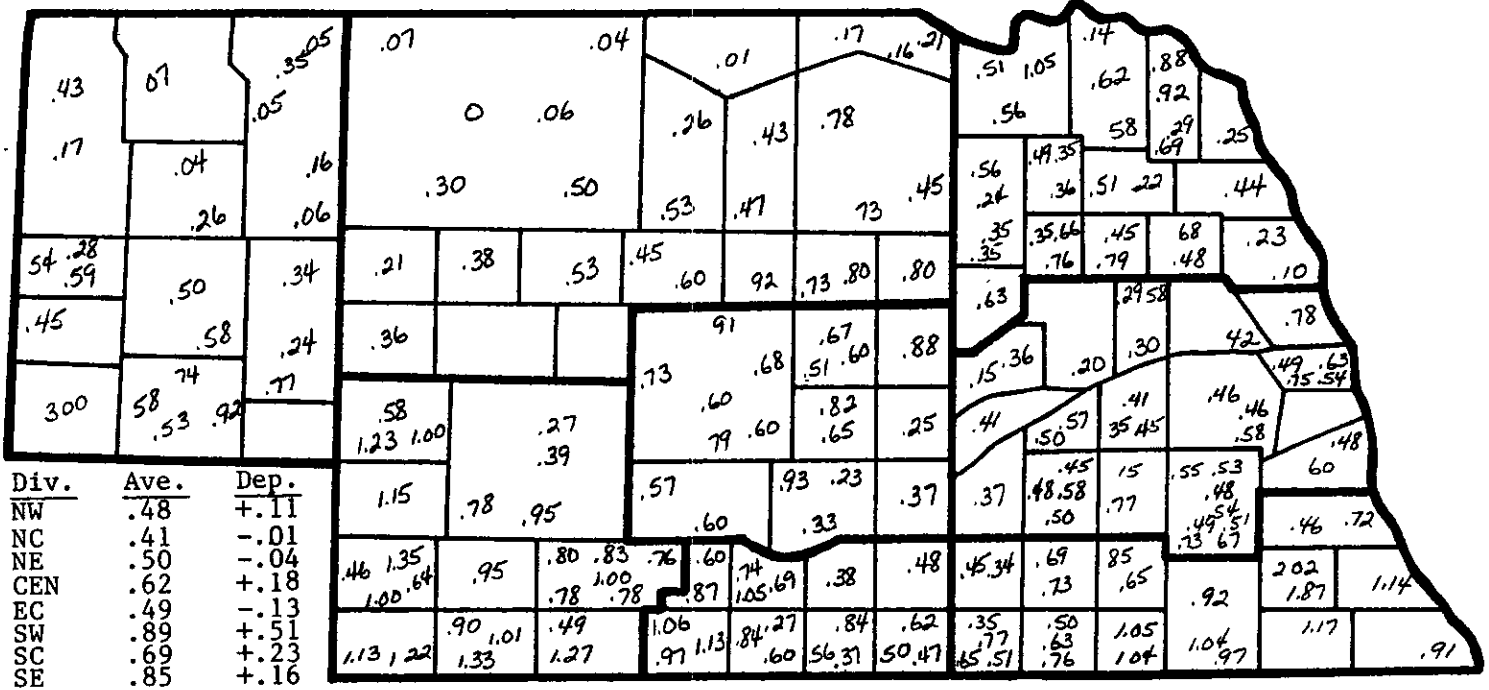 .07 .04 .17 .21 .16
.05 .35 .01 .14
.43 07 .05 .51 1.05 .62 .88 .92
0 .06 .26 .43 .78 .56 58 .29 .69 .25
.17 .04 .16 .49 .35
.30 .50 .45 .56 .24 .36 .51 .22 .44
.26 .06 .53 .47 73 .35 .35 .35 .66 .45 68 .23
54 .28 .59 .34 .21 .38 .53 .45 .60 92 .73 .80 .80 .76 .79 .48 .10
.50 .63 .29 58
.45 .58 .24 .36 91 .67 .51 .60 .88 .30 42 .78
74 .77 .73 .68 .15 .36 .20 .49 .63 .75 .54
300 58 .53 .92 .58 1.23 1.00 .27 .60 .82 .65 .25 .41 .50 .57 .41 35 .45 .46 .46 .58
.39 79 .60 .48
Div. Ave. Dep. 1.15 .57 .93 .23 .37 .37 .45 15 .55 .53 60
NW .48 +.11 .78 .95 .60 .33 .48 .58 .50 .77 .48 .54 .49 .51 .73 67 .46 .72
NC .41 -.01
NE .50 -.04 .46 1.35 1.00 .64 .95 .80 .83 .76 .60 .74 .48 .45 .34 .69 85 2.02
CEN .62 +.18 1.00 .78 .78 .87 1.05 .69 .38 .73 .65 .92 1.87 1.14
EC .49 -.13
SW .89 +.51 .90 1.01 .49 1.06 .84 .27 .84 .62 .35 .77 .50 .63 1.05 1.17
SC .69 +.23 1.13 1.22 1.33 1.27 .97 1.13 .60 56 .37 50 .47 65 .51 .76 1.04 1.04 .97 .91
SE .85 +.16